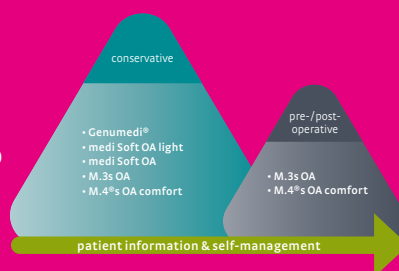 conservative
• Genumedi®
• medi Soft OA light
• medi Soft OA
• M.3s OA
• M.4®s OA comfort
pre-/post-
operative
• M.3s OA
• M.4®s OA comfort
patient information & self-management